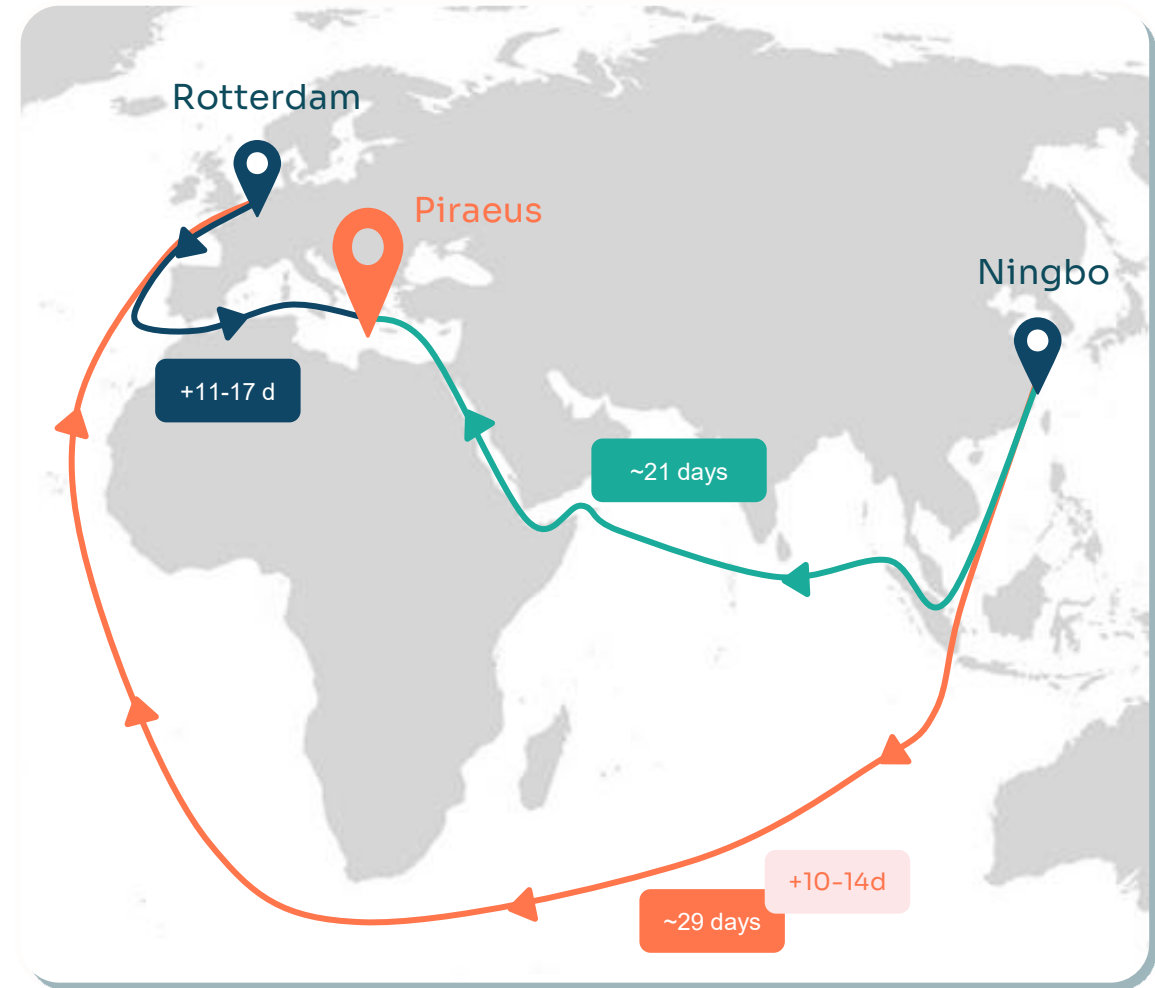 Rotterdam
Piraeus
Ningbo
+11-17 d
~21 days
+10-14d
~29 days